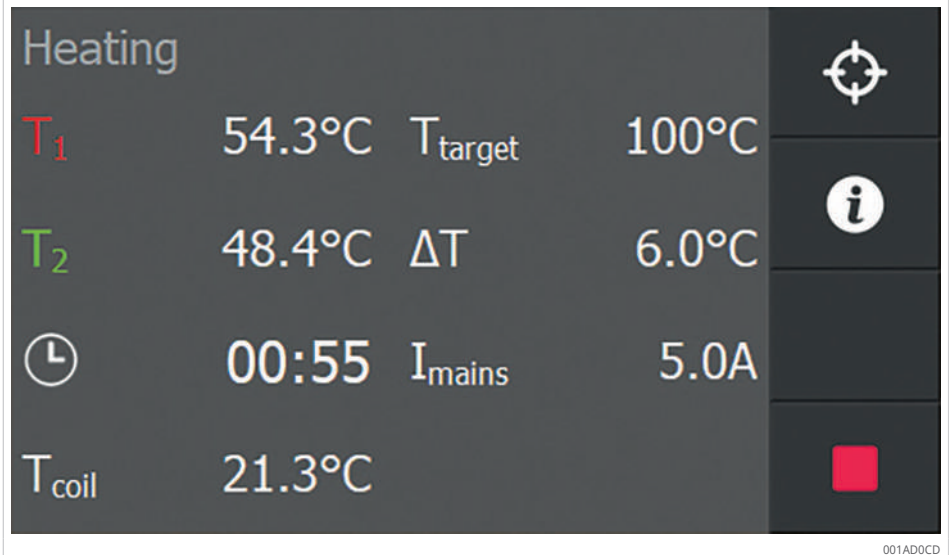 Heating
T1 54.3°C Ttarget 100°C
T2 48.4°C ΔT 6.0°C
00:55 Imains 5.0A
Tcoil 21.3°C
i
001AD0CD